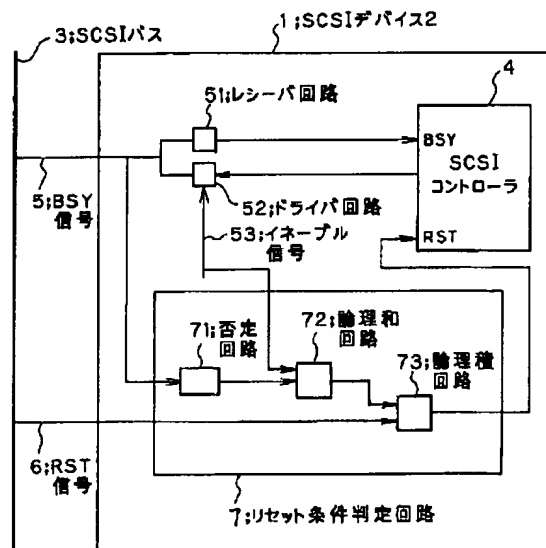 1;SCSIデバイス2
3;SCSIバス
51;レシーバ回路
4
BSY
SCSI
コントローラ
RST
5;BSY
信号
52;ドライバ回路
53;イネーブル
信号
71;否定
回路
72;論理和
回路
73;論理積
回路
6;RST
信号
7;リセット条件判定回路